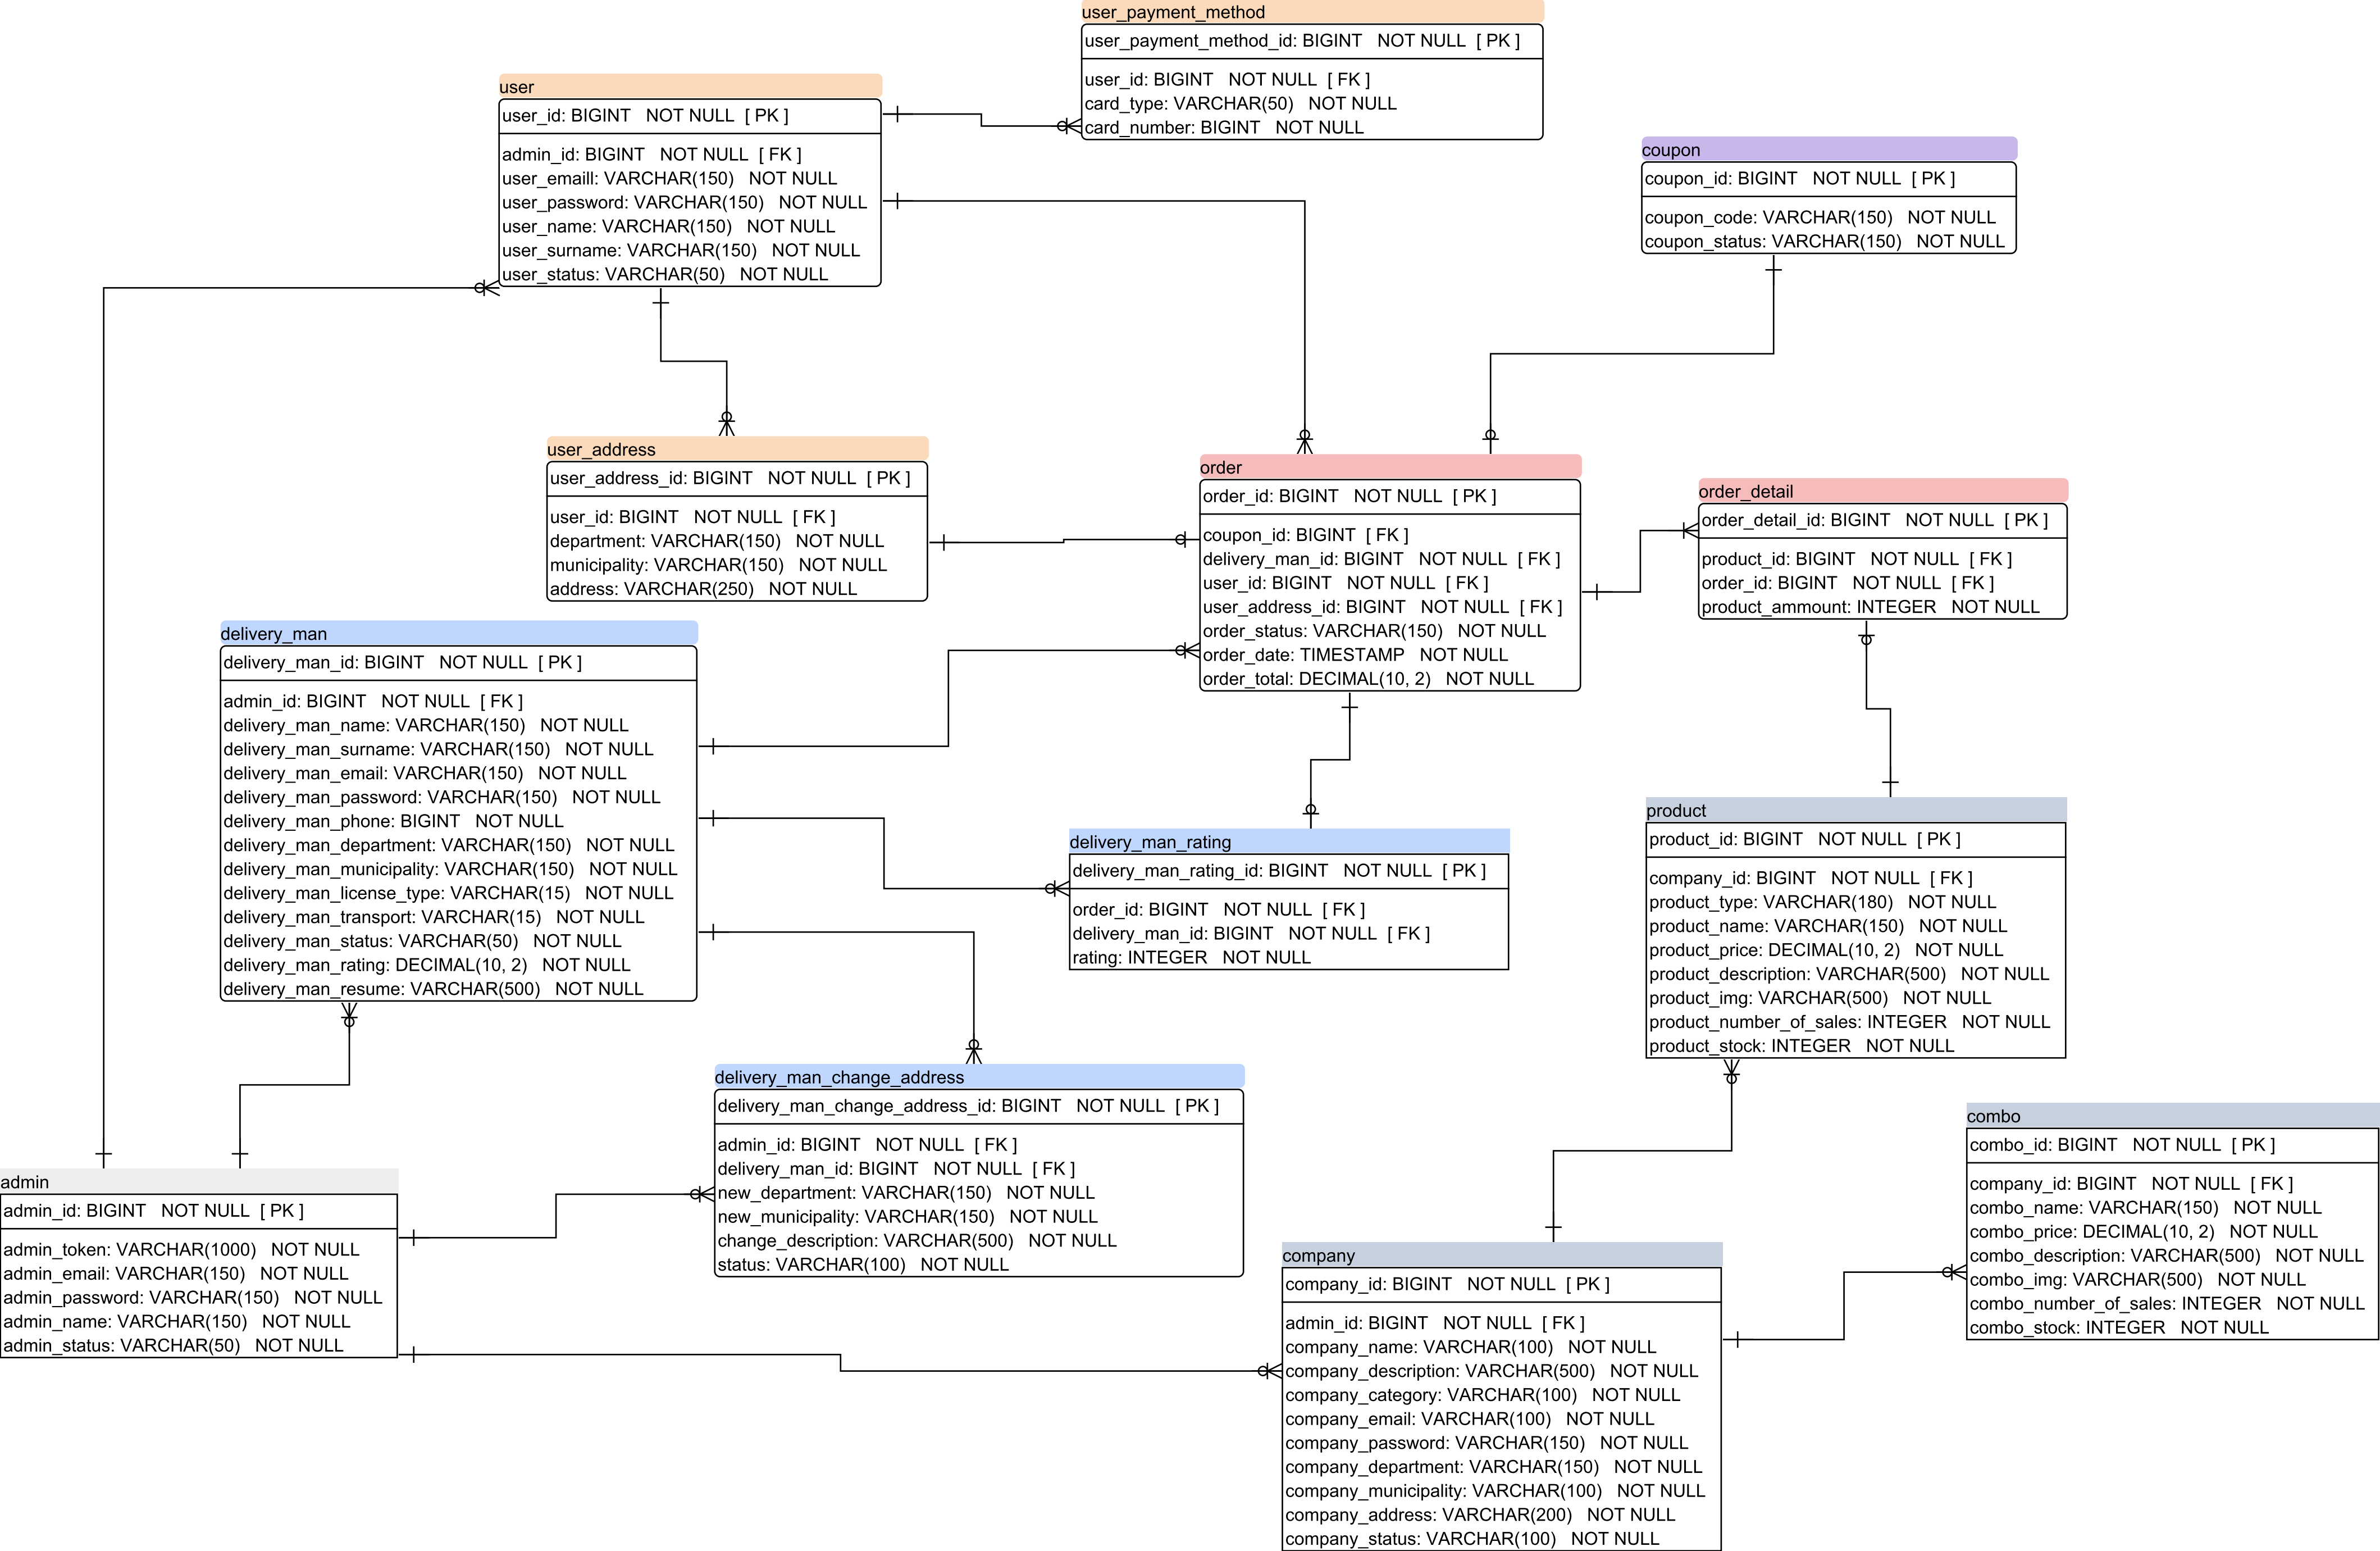 user_payment_method
user_payment_method_id: BIGINT NOT NULL [ PK ]
user_id: BIGINT NOT NULL [ FK ]
card_type: VARCHAR(50) NOT NULL
card_number: BIGINT NOT NULL
user
user_id: BIGINT NOT NULL [ PK ]
admin_id: BIGINT NOT NULL [ FK ]
user_emaill: VARCHAR(150) NOT NULL
user_password: VARCHAR(150) NOT NULL
user_name: VARCHAR(150) NOT NULL
user_surname: VARCHAR(150) NOT NULL
user_status: VARCHAR(50) NOT NULL
coupon
coupon_id: BIGINT NOT NULL [ PK ]
coupon_code: VARCHAR(150) NOT NULL
coupon_status: VARCHAR(150) NOT NULL
user_address
user_address_id: BIGINT NOT NULL [ PK ]
user_id: BIGINT NOT NULL [ FK ]
department: VARCHAR(150) NOT NULL
municipality: VARCHAR(150) NOT NULL
address: VARCHAR(250) NOT NULL
order
order_id: BIGINT NOT NULL [ PK ]
coupon_id: BIGINT [ FK ]
delivery_man_id: BIGINT NOT NULL [ FK ]
user_id: BIGINT NOT NULL [ FK ]
user_address_id: BIGINT NOT NULL [ FK ]
order_status: VARCHAR(150) NOT NULL
order_date: TIMESTAMP NOT NULL
order_total: DECIMAL(10, 2) NOT NULL
order_detail
order_detail_id: BIGINT NOT NULL [ PK ]
product_id: BIGINT NOT NULL [ FK ]
order_id: BIGINT NOT NULL [ FK ]
product_ammount: INTEGER NOT NULL
delivery_man
delivery_man_id: BIGINT NOT NULL [ PK ]
admin_id: BIGINT NOT NULL [ FK ]
delivery_man_name: VARCHAR(150) NOT NULL
delivery_man_surname: VARCHAR(150) NOT NULL
delivery_man_email: VARCHAR(150) NOT NULL
delivery_man_password: VARCHAR(150) NOT NULL
delivery_man_phone: BIGINT NOT NULL
delivery_man_department: VARCHAR(150) NOT NULL
delivery_man_municipality: VARCHAR(150) NOT NULL
delivery_man_license_type: VARCHAR(15) NOT NULL
delivery_man_transport: VARCHAR(15) NOT NULL
delivery_man_status: VARCHAR(50) NOT NULL
delivery_man_rating: DECIMAL(10, 2) NOT NULL
delivery_man_resume: VARCHAR(500) NOT NULL
delivery_man_rating
delivery_man_rating_id: BIGINT NOT NULL [ PK ]
order_id: BIGINT NOT NULL [ FK ]
delivery_man_id: BIGINT NOT NULL [ FK ]
rating: INTEGER NOT NULL
product
product_id: BIGINT NOT NULL [ PK ]
company_id: BIGINT NOT NULL [ FK ]
product_type: VARCHAR(180) NOT NULL
product_name: VARCHAR(150) NOT NULL
product_price: DECIMAL(10, 2) NOT NULL
product_description: VARCHAR(500) NOT NULL
product_img: VARCHAR(500) NOT NULL
product_number_of_sales: INTEGER NOT NULL
product_stock: INTEGER NOT NULL
delivery_man_change_address
delivery_man_change_address_id: BIGINT NOT NULL [ PK ]
admin_id: BIGINT NOT NULL [ FK ]
delivery_man_id: BIGINT NOT NULL [ FK ]
new_department: VARCHAR(150) NOT NULL
new_municipality: VARCHAR(150) NOT NULL
change_description: VARCHAR(500) NOT NULL
status: VARCHAR(100) NOT NULL
combo
combo_id: BIGINT NOT NULL [ PK ]
company_id: BIGINT NOT NULL [ FK ]
combo_name: VARCHAR(150) NOT NULL
combo_price: DECIMAL(10, 2) NOT NULL
combo_description: VARCHAR(500) NOT NULL
combo_img: VARCHAR(500) NOT NULL
combo_number_of_sales: INTEGER NOT NULL
combo_stock: INTEGER NOT NULL
admin
admin_id: BIGINT NOT NULL [ PK ]
admin_token: VARCHAR(1000) NOT NULL
admin_email: VARCHAR(150) NOT NULL
admin_password: VARCHAR(150) NOT NULL
admin_name: VARCHAR(150) NOT NULL
admin_status: VARCHAR(50) NOT NULL
company
company_id: BIGINT NOT NULL [ PK ]
admin_id: BIGINT NOT NULL [ FK ]
company_name: VARCHAR(100) NOT NULL
company_description: VARCHAR(500) NOT NULL
company_category: VARCHAR(100) NOT NULL
company_email: VARCHAR(100) NOT NULL
company_password: VARCHAR(150) NOT NULL
company_department: VARCHAR(150) NOT NULL
company_municipality: VARCHAR(100) NOT NULL
company_address: VARCHAR(200) NOT NULL
company_status: VARCHAR(100) NOT NULL